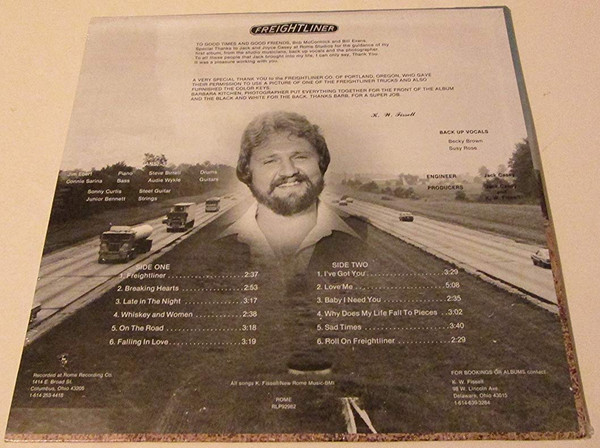 FREIGHTLINER
TO GOOD TIMES AND GOOD FRIENDS, Bob McCormick and Bill Evans.
Special Thanks to Jack and Joyce Casey at Rome Studios for the guidance of my
first album, from the studio musicians, back up vocals and the photographer.
To all those people that Jack brought into my life, I can only say, Thank You.
It was a pleasure working with you.
A VERY SPECIAL THANK YOU to the FREIGHTLINER CO. OF PORTLAND, OREGON, WHO GAVE
THEIR PERMISSION TO USE A PICTURE OF ONE OF THE FREIGHTLINER TRUCKS AND ALSO
FURNISHED THE COLOR KEYS.
BARBARA KITCHEN, PHOTOGRAPHER PUT EVERYTHING TOGETHER FOR THE FRONT OF THE ALBUM
AND THE BLACK AND WHITE FOR THE BACK. THANKS BARB, FOR A SUPER JOB.
K. W. Fissell
BACK UP VOCALS
Becky Brown
Susy Rose
Jim Ebert Piano Steve Bonell Drums
Connie Sarina Bass Audie Wykle Guitars
Sonny Curtis Steel Guitar
Junior Bennett Strings
ENGINEER Jack Casey
PRODUCERS Jack Casey
and
K. W. Fissell
SIDE ONE
1. Freightliner 2:37
2. Breaking Hearts 2:53
3. Late in The Night 3:17
4. Whiskey and Women 2:38
5. On The Road 3:18
6. Falling In Love 3:19
SIDE TWO
1. I've Got You 3:29
2. Love Me 5:08
3. Baby I Need You 2:35
4. Why Does My Life Fall To Pieces 3:02
5. Sad Times 3:40
6. Roll On Freightliner 2:29
Recorded at Rome Recording Co.
1414 E. Broad St.
Columbus, Ohio 43205
1-614 253-4418
All songs K. Fissell/New Rome Music-BMI
ROME
RLP92982
FOR BOOKINGS OR ALBUMS contact:
K. W. Fissell
98 W. Lincoln Ave.
Delaware, Ohio 43015
1-614-639-3284